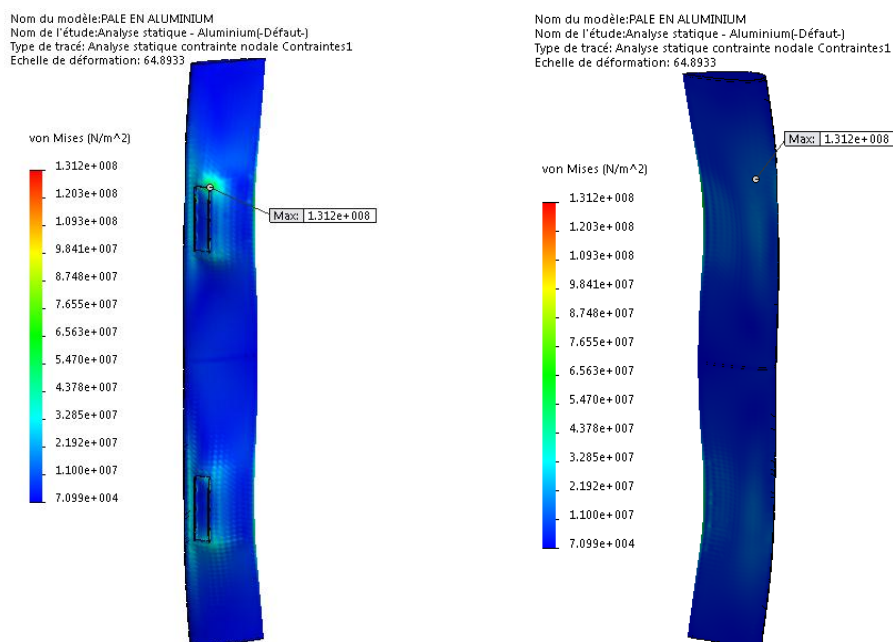 Nom du modèle:PALE EN ALUMINIUM
Nom de l'étude:Analyse statique - Aluminium(-Défaut-)
Type de tracé: Analyse statique contrainte nodale Contraintes1
Echelle de déformation: 64.8933
von Mises (N/m^2)
1.312e+008
1.203e+008
1.093e+008
9.841e+007
8.748e+007
7.655e+007
6.563e+007
5.470e+007
4.378e+007
3.285e+007
2.192e+007
1.100e+007
7.099e+004
Max: 1.312e+008
Nom du modèle:PALE EN ALUMINIUM
Nom de l'étude:Analyse statique - Aluminium(-Défaut-)
Type de tracé: Analyse statique contrainte nodale Contraintes1
Echelle de déformation: 64.8933
Max: 1.312e+008
von Mises (N/m^2)
1.312e+008
1.203e+008
1.093e+008
9.841e+007
8.748e+007
7.655e+007
6.563e+007
5.470e+007
4.378e+007
3.285e+007
2.192e+007
1.100e+007
7.099e+004